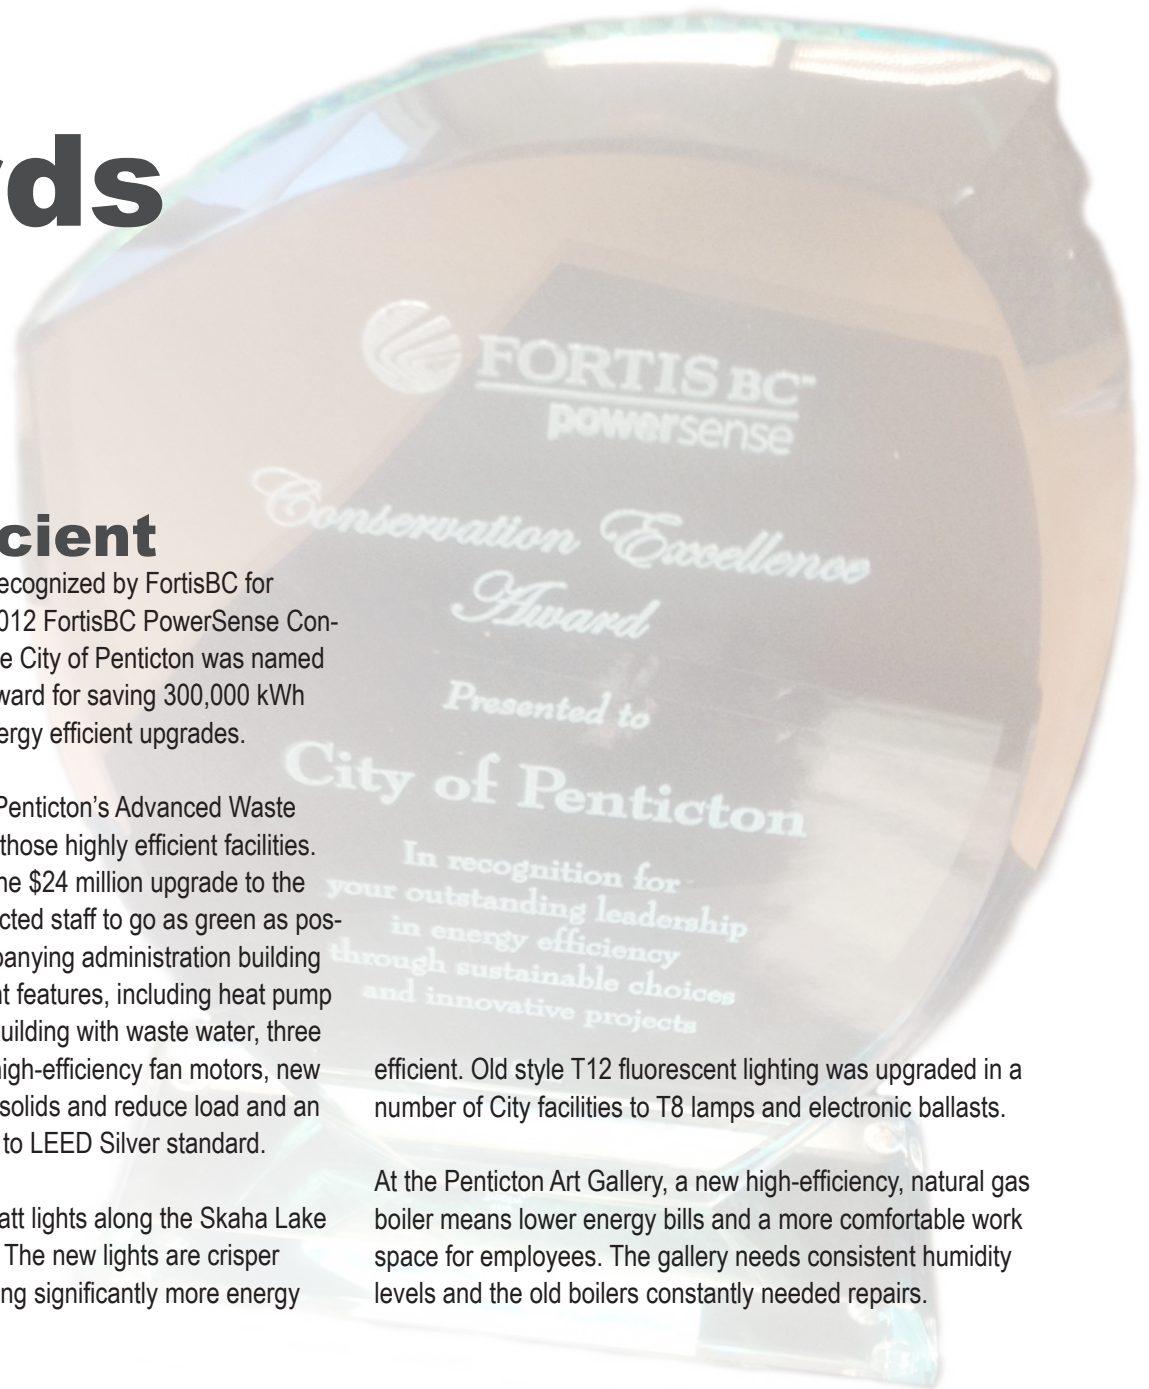 rds
cient
ecognized by FortisBC for
012 FortisBC PowerSense Con-
e City of Penticton was named
ward for saving 300,000 kWh
ergy efficient upgrades.
Penticton's Advanced Waste
those highly efficient facilities.
he $24 million upgrade to the
cted staff to go as green as pos-
panying administration building
nt features, including heat pump
uilding with waste water, three
high-efficiency fan motors, new
solids and reduce load and an
to LEED Silver standard.
att lights along the Skaha Lake
The new lights are crisper
ng significantly more energy
FORTIS BC™
powersense
Conservation Excellence
Award
Presented to
City of Penticton
In recognition for
your outstanding leadership
in energy efficiency
through sustainable choices
and innovative projects
efficient. Old style T12 fluorescent lighting was upgraded in a
number of City facilities to T8 lamps and electronic ballasts.
At the Penticton Art Gallery, a new high-efficiency, natural gas
boiler means lower energy bills and a more comfortable work
space for employees. The gallery needs consistent humidity
levels and the old boilers constantly needed repairs.